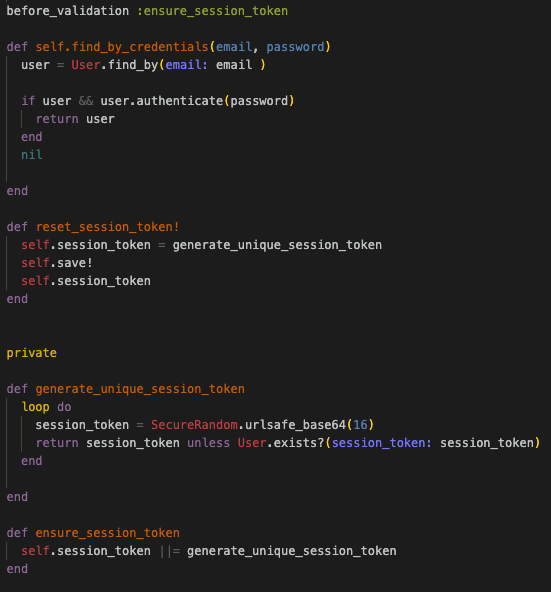 before_validation :ensure_session_token
def self.find_by_credentials(email, password)
user = User.find_by(email: email )
if user && user.authenticate(password)
return user
end
nil
end
def reset_session_token!
self.session_token = generate_unique_session_token
self.save!
self.session_token
end
private
def generate_unique_session_token
loop do
session_token = SecureRandom.urlsafe_base64(16)
return session_token unless User.exists?(session_token: session_token)
end
end
def ensure_session_token
self.session_token ||= generate_unique_session_token
end